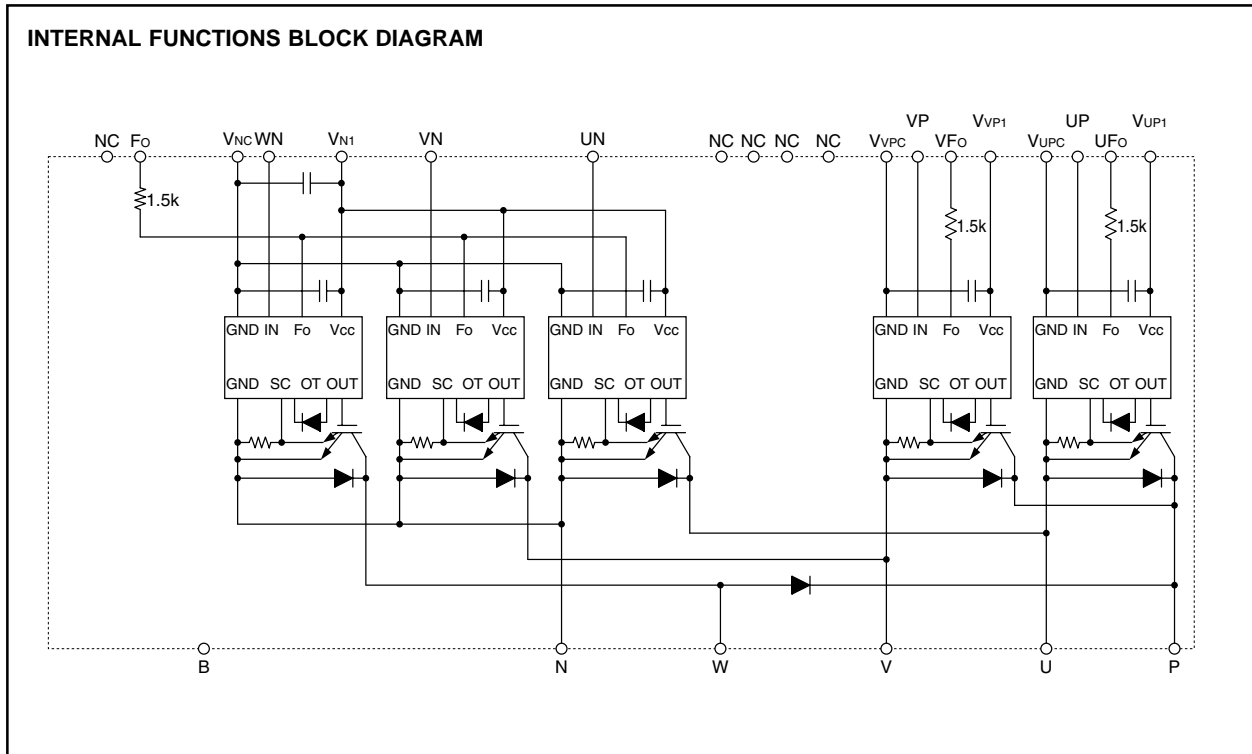 INTERNAL FUNCTIONS BLOCK DIAGRAM
VP VVP1 UP VUP1
NC FO VNC WN VN1 VN UN NC NC NC NC VVPC VFO VUPC UFO
1.5k 1.5k 1.5k
GND IN FO VCC GND IN FO VCC GND IN FO VCC GND IN FO VCC GND IN FO VCC
GND SC OT OUT GND SC OT OUT GND SC OT OUT GND SC OT OUT GND SC OT OUT
B N W V U P